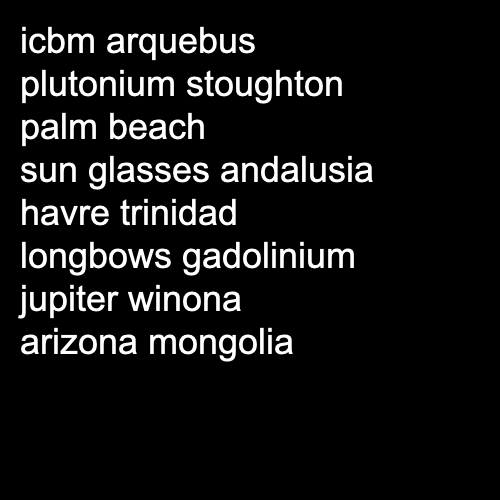 icbm arquebus
plutonium stoughton
palm beach
sun glasses andalusia
havre trinidad
longbows gadolinium
jupiter winona
arizona mongolia